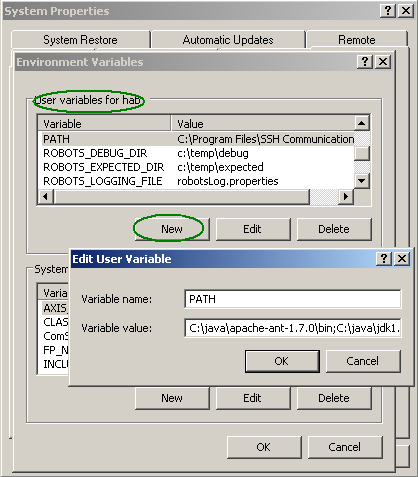 System Properties
System Restore Automatic Updates Remote
Environment Variables
User variables for hab
Variable Value
PATH C:\Program Files\SSH Communication
ROBOTS_DEBUG_DIR c:\temp\debug
ROBOTS_EXPECTED_DIR c:\temp\expected
ROBOTS_LOGGING_FILE robotsLog.properties
New Edit Delete
Edit User Variable
System
Varia
Variable name: PATH
AXIS_
CLAS
Variable value: C:\java\apache-ant-1.7.0\bin;C:\java\jdk1.
ComS
FP_N
INCLU
OK Cancel
New Edit Delete
OK Cancel